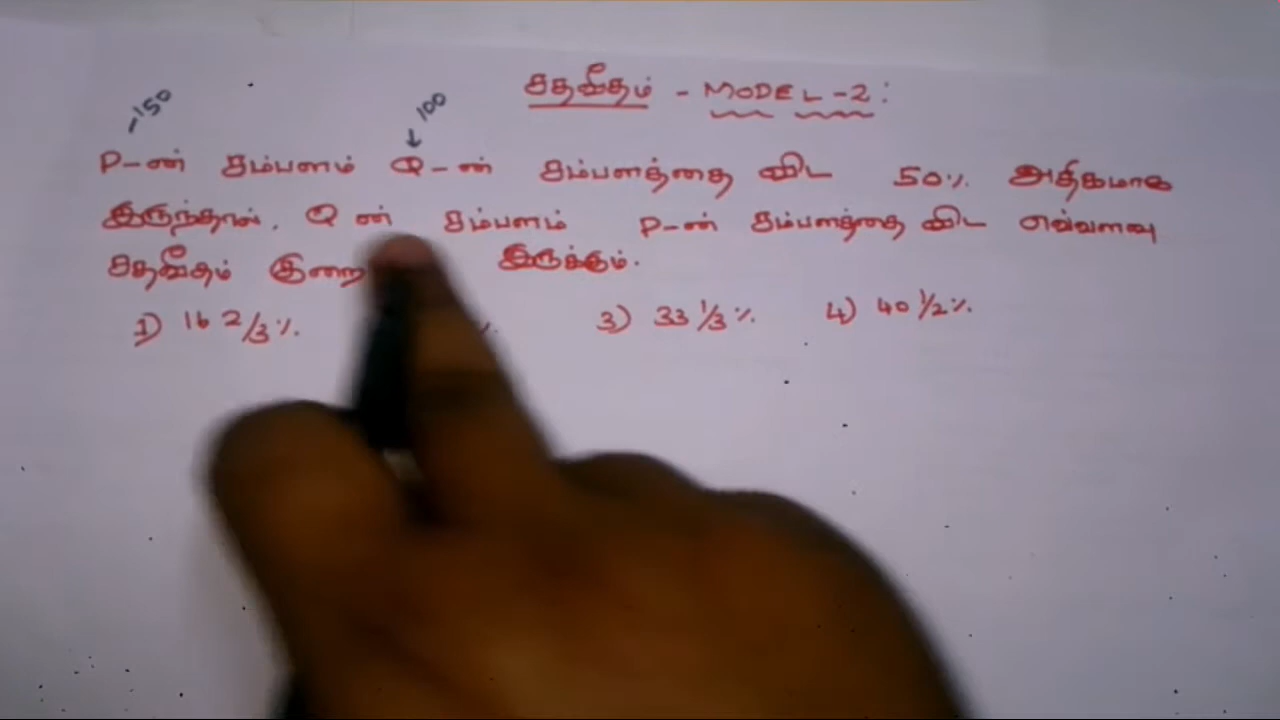 சதவீதம் - MODEL -2 :
-150
100
P-ன் சம்பளம் Q-ன் சம்பளத்தை விட 50% அதிகமாக
இருந்தால், Q ன் சம்பளம் P-ன் சம்பளத்தை விட எவ்வளவு
சதவீதம் இருக்கும்.
1) 16 2/3 % % 3) 33 1/3 % 4) 40 1/2 %